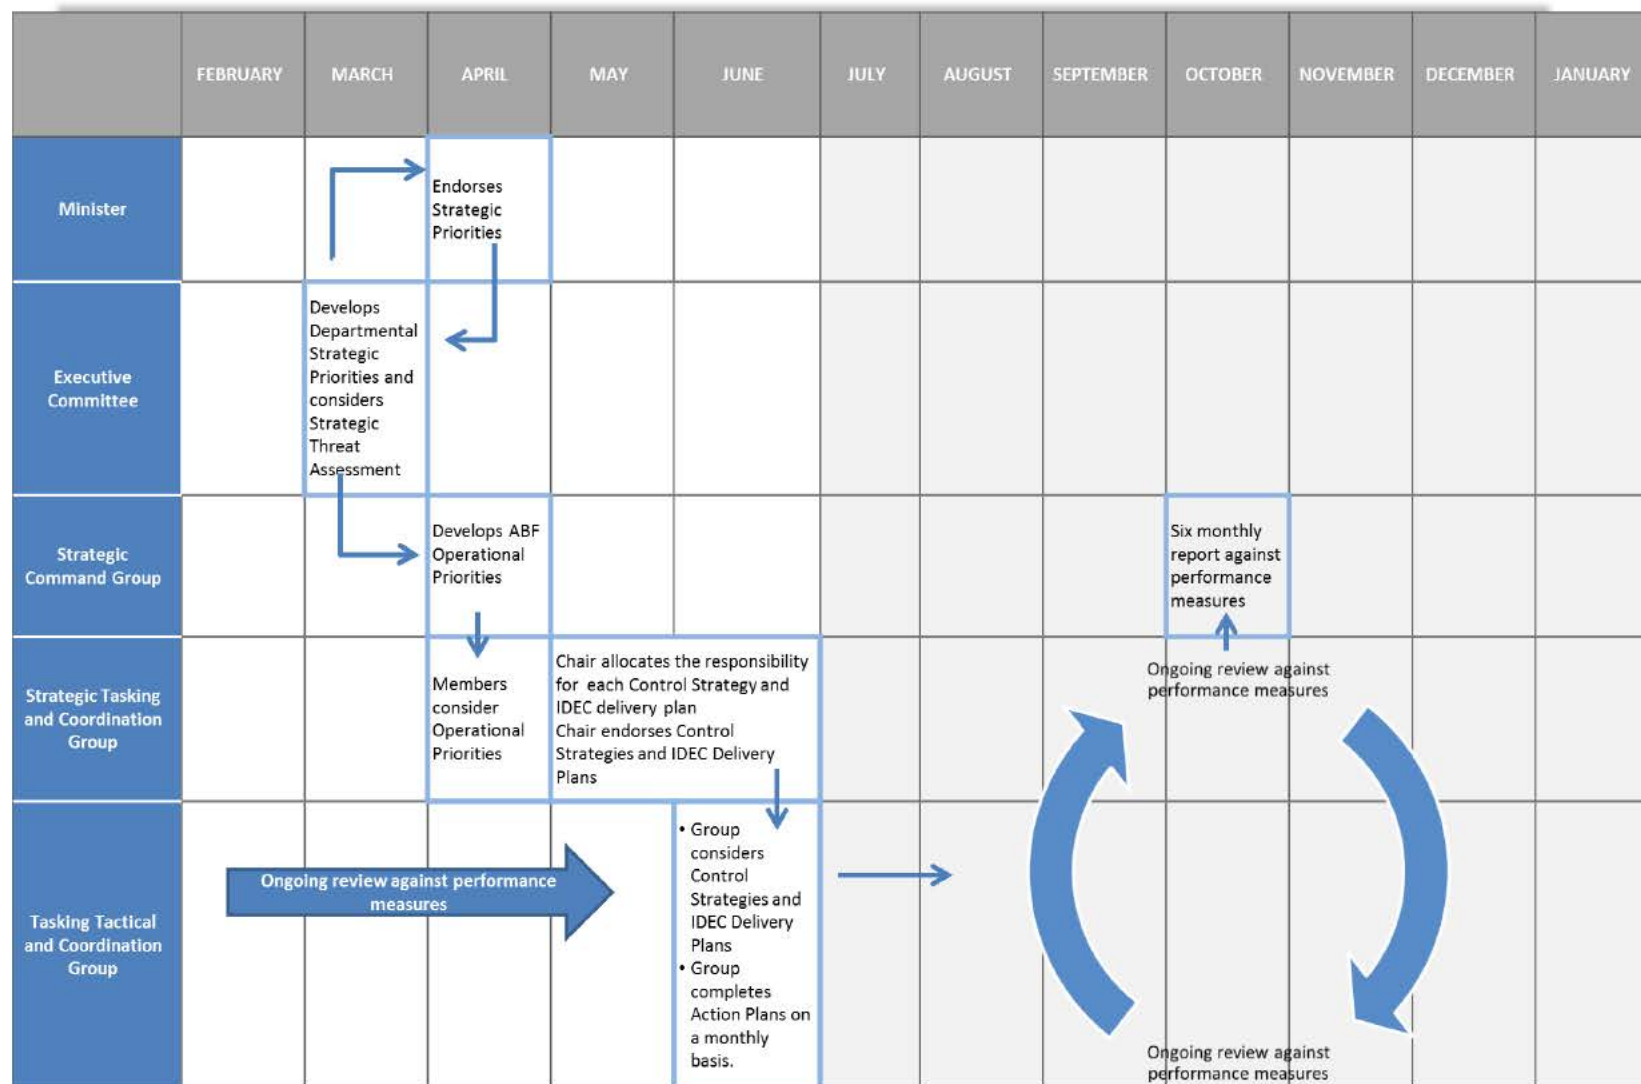 FEBRUARY
MARCH
APRIL
MAY
JUNE
JULY
AUGUST
SEPTEMBER
OCTOBER
NOVEMBER
DECEMBER
JANUARY
Minister
Endorses
Strategic
Priorities
Executive
Committee
Develops
Departmental
Strategic
Priorities and
considers
Strategic
Threat
Assessment
Strategic
Command Group
Develops ABF
Operational
Priorities
Six monthly
report against
performance
measures
Strategic Tasking
and Coordination
Group
Members
consider
Operational
Priorities
Chair allocates the responsibility
for each Control Strategy and
IDEC delivery plan
Chair endorses Control
Strategies and IDEC Delivery
Plans
Ongoing review against
performance measures
Tasking Tactical
and Coordination
Group
Ongoing review against performance
measures
• Group
considers
Control
Strategies and
IDEC Delivery
Plans
• Group
completes
Action Plans on
a monthly
basis.
Ongoing review against
performance measures